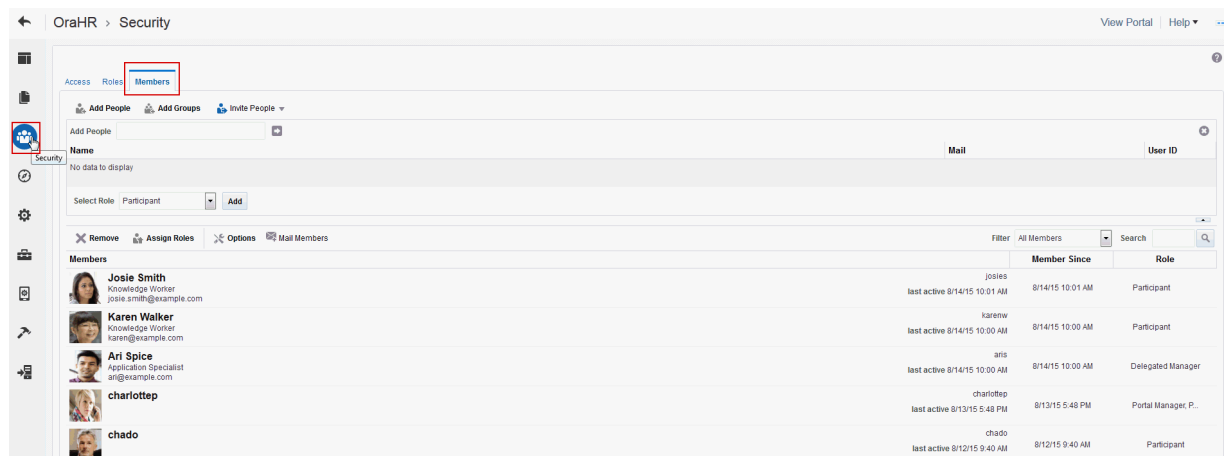 OraHR > Security
View Portal Help
Access Roles Members
Add People Add Groups Invite People
Add People
Security
Name Mail User ID
No data to display
Select Role Participant Add
Remove Assign Roles Options Mail Members Filter All Members Search
Members Member Since Role
Josie Smith josies
Knowledge Worker 8/14/15 10:01 AM Participant
josie.smith@example.com last active 8/14/15 10:01 AM
Karen Walker karenw
Knowledge Worker 8/14/15 10:00 AM Participant
karen@example.com last active 8/14/15 10:00 AM
Ari Spice aris
Application Specialist 8/14/15 10:00 AM Delegated Manager
ari@example.com last active 8/14/15 10:00 AM
charlottep charlottep
8/13/15 5:48 PM Portal Manager, P...
last active 8/13/15 5:48 PM
chado chado
8/12/15 9:40 AM Participant
last active 8/12/15 9:40 AM